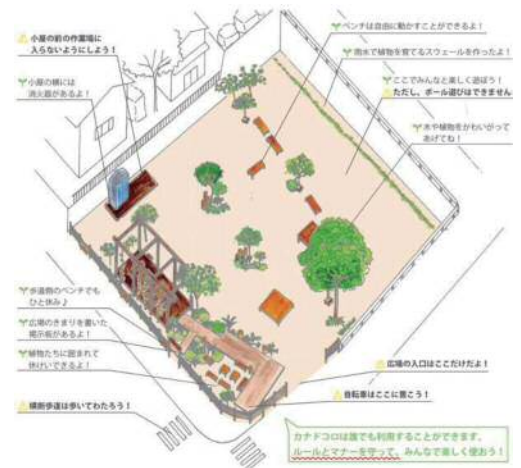 小屋の前の作業場に
入らないようにしよう！
小屋の横には
消火器があるよ！
ベンチは自由に動かすことができるよ！
雨水で植物を育てるスウェールを作ったよ！
ここでみんなと楽しく遊ぼう！
ただし、ボール遊びはできません
木や植物をかわいがって
あげてね！
歩道側のベンチでも
ひと休み♪
広場のきまりを書いた
掲示板があるよ！
植物たちに囲まれて
休けいできるよ！
横断歩道は歩いてわたろう！
広場の入口はここだけだよ！
自転車はここに置こう！
カナドコロは誰でも利用することができます。
ルールとマナーを守って、みんなで楽しく使おう！